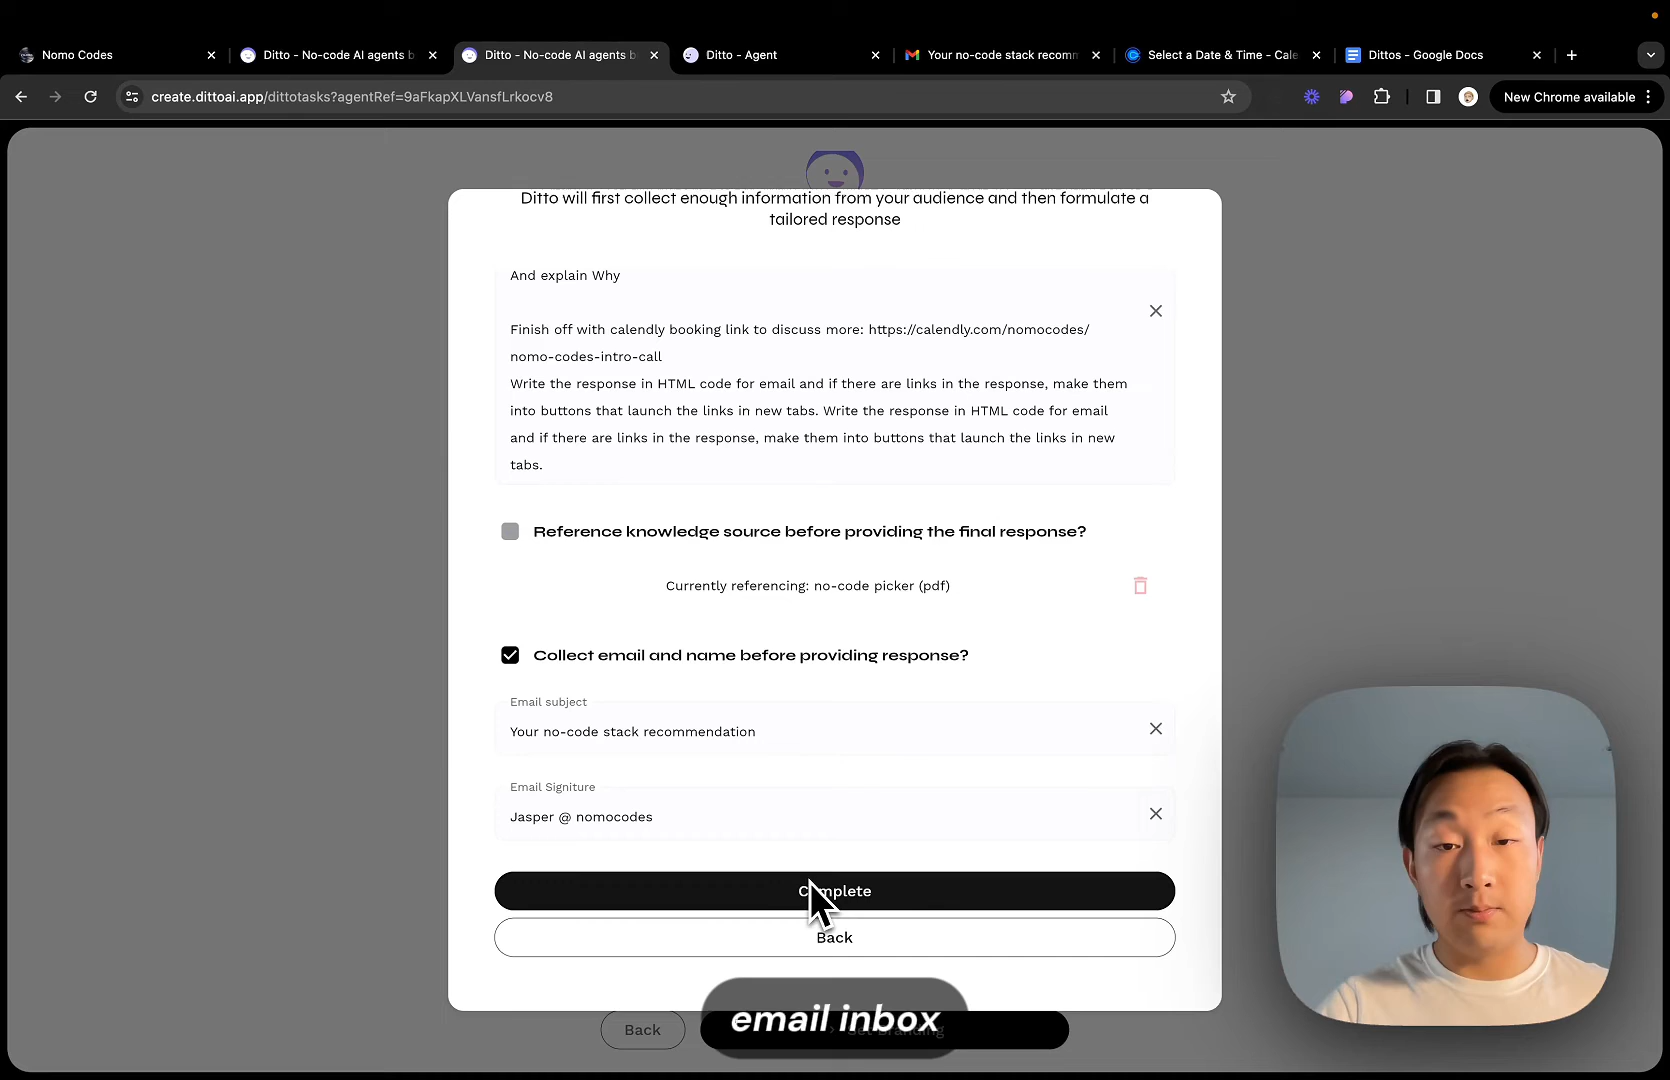 Nomo Codes
Ditto - No-code AI agents b
Ditto - No-code AI agents b
Ditto - Agent
Your no-code stack recomm
Select a Date & Time - Cale
Dittos - Google Docs
create.dittoai.app/dittotasks?agentRef=9aFkapXLVansfLrkocv8
New Chrome available
Ditto will first collect enough information from your audience and then formulate a
tailored response
And explain Why
Finish off with calendly booking link to discuss more: https://calendly.com/nomocodes/
nomo-codes-intro-call
Write the response in HTML code for email and if there are links in the response, make them
into buttons that launch the links in new tabs. Write the response in HTML code for email
and if there are links in the response, make them into buttons that launch the links in new
tabs.
Reference knowledge source before providing the final response?
Currently referencing: no-code picker (pdf)
Collect email and name before providing response?
Email subject
Your no-code stack recommendation
Email Signiture
Jasper @ nomocodes
Complete
Back
email inbox
Back
Set Branding